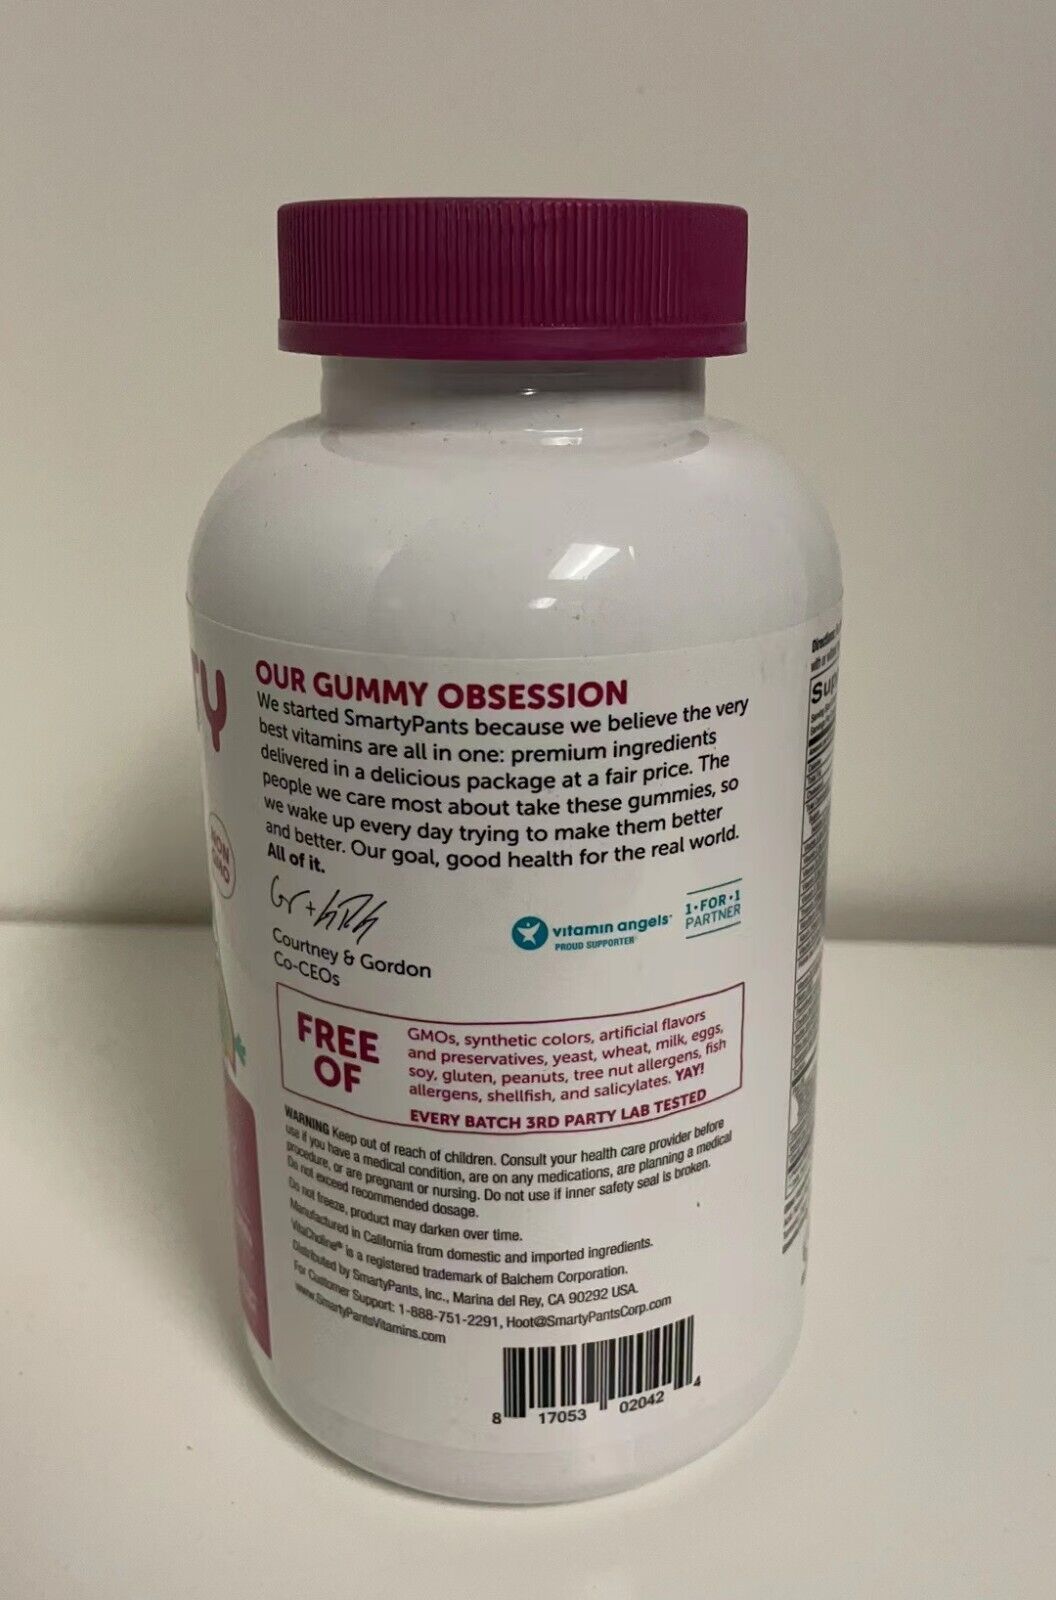 TY
OUR GUMMY OBSESSION
We started SmartyPants because we believe the very
best vitamins are all in one: premium ingredients
delivered in a delicious package at a fair price. The
people we care most about take these gummies, so
we wake up every day trying to make them better
and better. Our goal, good health for the real world.
All of it.
Courtney & Gordon
Co-CEOs
vitamin angels
PROUD SUPPORTER
1•FOR•1
PARTNER
NON
GMO
FREE
OF
GMOs, synthetic colors, artificial flavors
and preservatives, yeast, wheat, milk, eggs,
soy, gluten, peanuts, tree nut allergens, fish
allergens, shellfish, and salicylates. YAY!
EVERY BATCH 3RD PARTY LAB TESTED
WARNING Keep out of reach of children. Consult your health care provider before
use if you have a medical condition, are on any medications, are planning a medical
procedure, or are pregnant or nursing. Do not use if inner safety seal is broken.
Do not exceed recommended dosage.
Do not freeze, product may darken over time.
Manufactured in California from domestic and imported ingredients.
VitaCholine® is a registered trademark of Balchem Corporation.
Distributed by SmartyPants, Inc., Marina del Rey, CA 90292 USA.
For Customer Support: 1-888-751-2291, Hoot@SmartyPantsCorp.com
www.SmartyPantsVitamins.com
8 17053 02042 4
Sup